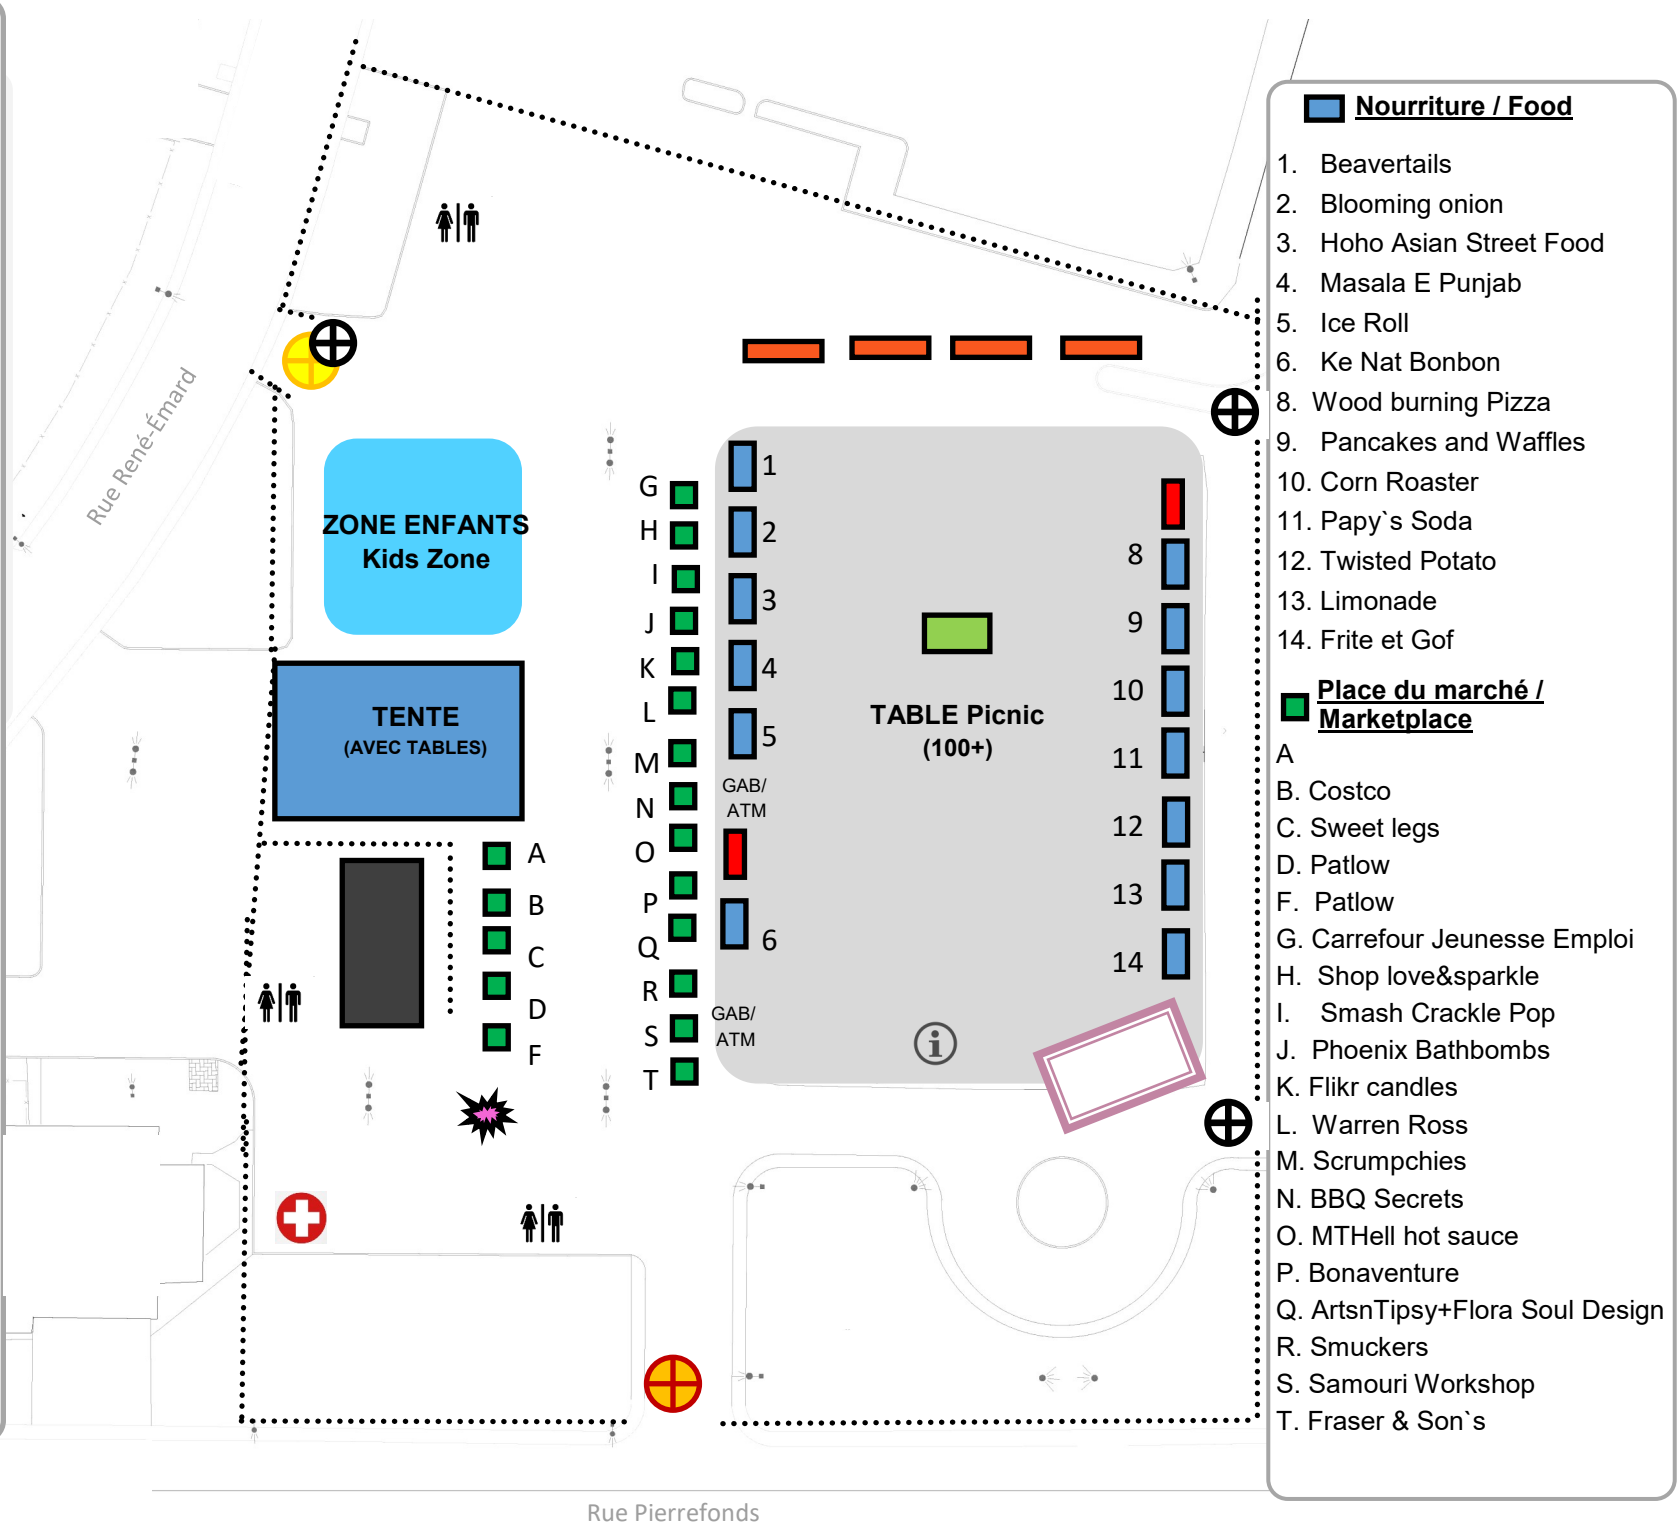 Rue René-Émard
ZONE ENFANTS
Kids Zone
TENTE
(AVEC TABLES)
A
B
C
D
F
G
H
I
J
K
L
M
N
O
P
Q
R
S
T
1
2
3
4
5
GAB/
ATM
6
GAB/
ATM
TABLE Picnic
(100+)
8
9
10
11
12
13
14
i
Rue Pierrefonds
Nourriture / Food
1. Beavertails
2. Blooming onion
3. Hoho Asian Street Food
4. Masala E Punjab
5. Ice Roll
6. Ke Nat Bonbon
8. Wood burning Pizza
9. Pancakes and Waffles
10. Corn Roaster
11. Papy`s Soda
12. Twisted Potato
13. Limonade
14. Frite et Gof
Place du marché /
Marketplace
A
B. Costco
C. Sweet legs
D. Patlow
F. Patlow
G. Carrefour Jeunesse Emploi
H. Shop love&sparkle
I. Smash Crackle Pop
J. Phoenix Bathbombs
K. Flikr candles
L. Warren Ross
M. Scrumpchies
N. BBQ Secrets
O. MTHell hot sauce
P. Bonaventure
Q. ArtsnTipsy+Flora Soul Design
R. Smuckers
S. Samouri Workshop
T. Fraser & Son`s